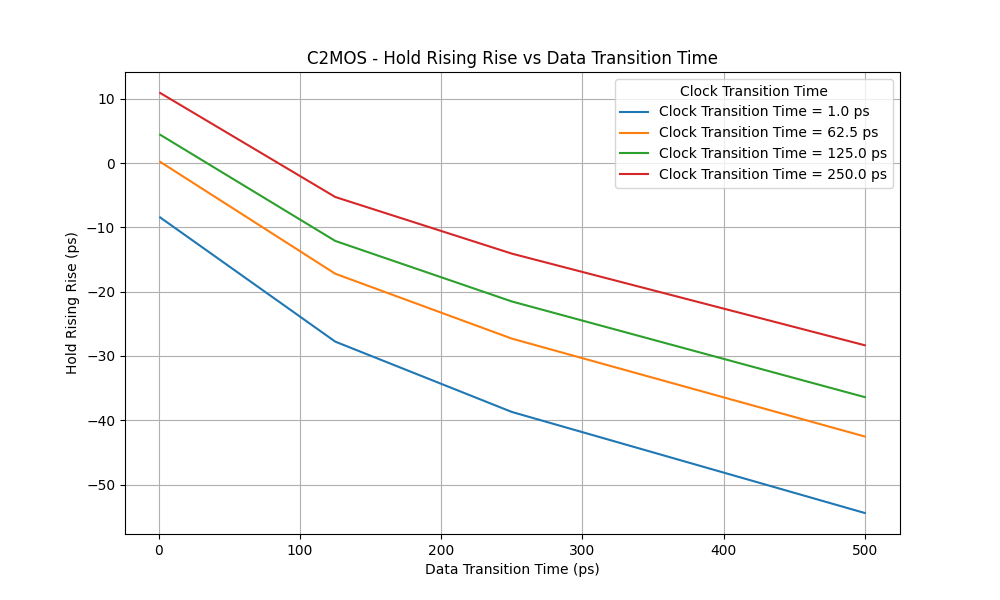 C2MOS - Hold Rising Rise vs Data Transition Time
Clock Transition Time
Clock Transition Time = 1.0 ps
Clock Transition Time = 62.5 ps
Clock Transition Time = 125.0 ps
Clock Transition Time = 250.0 ps
Hold Rising Rise (ps)
10
0
−10
−20
−30
−40
−50
0 100 200 300 400 500
Data Transition Time (ps)